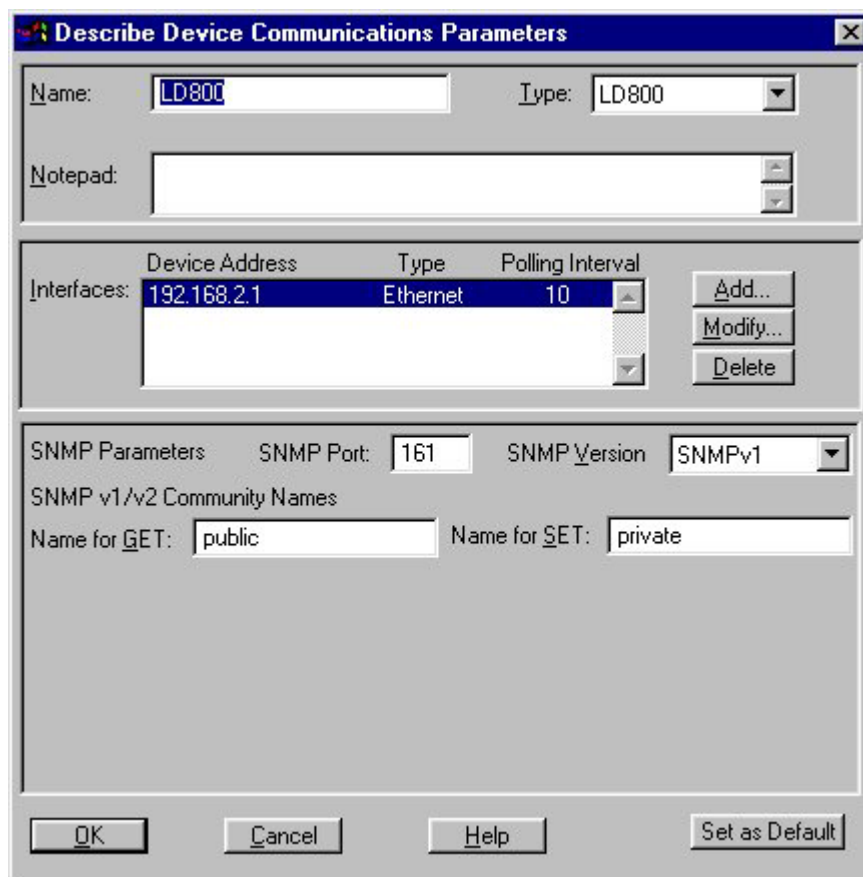 Describe Device Communications Parameters
Name: LD800 Type: LD800
Notepad:
Device Address Type Polling Interval
Interfaces: 192.168.2.1 Ethernet 10 Add...
Modify...
Delete
SNMP Parameters SNMP Port: 161 SNMP Version SNMPv1
SNMP v1/v2 Community Names
Name for GET: public Name for SET: private
OK Cancel Help Set as Default